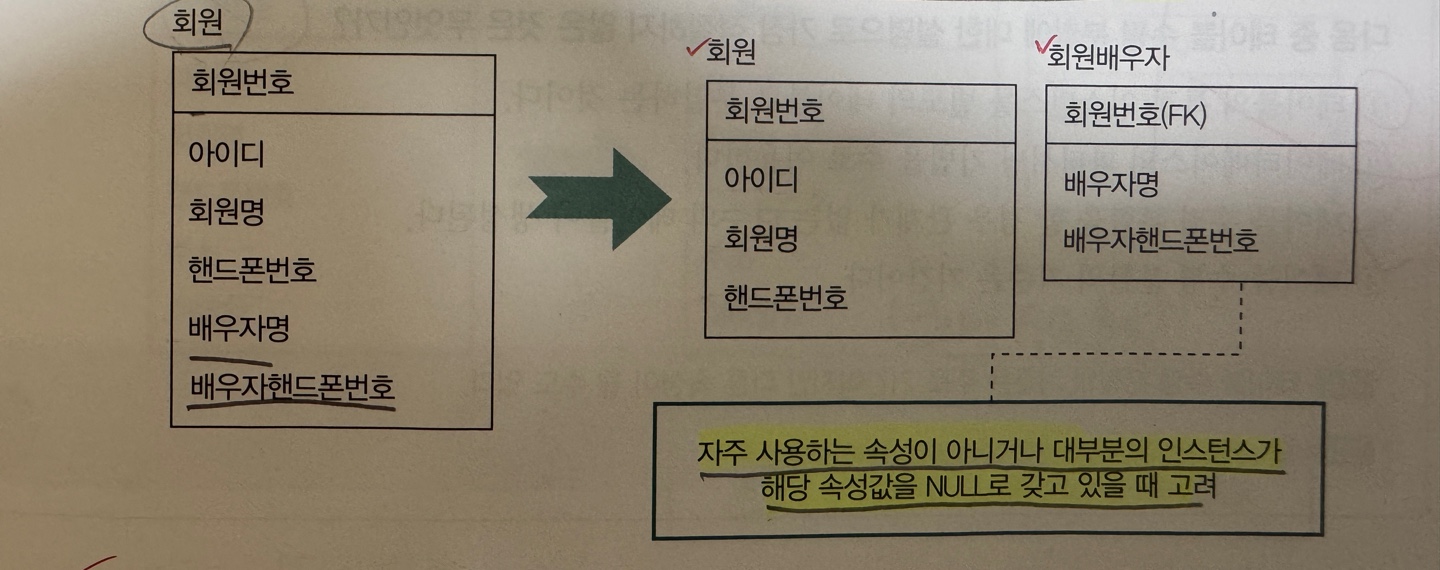 회원
회원번호
아이디
회원명
핸드폰번호
배우자명
배우자핸드폰번호
회원
회원번호
아이디
회원명
핸드폰번호
회원배우자
회원번호(FK)
배우자명
배우자핸드폰번호
자주 사용하는 속성이 아니거나 대부분의 인스턴스가
해당 속성값을 NULL로 갖고 있을 때 고려